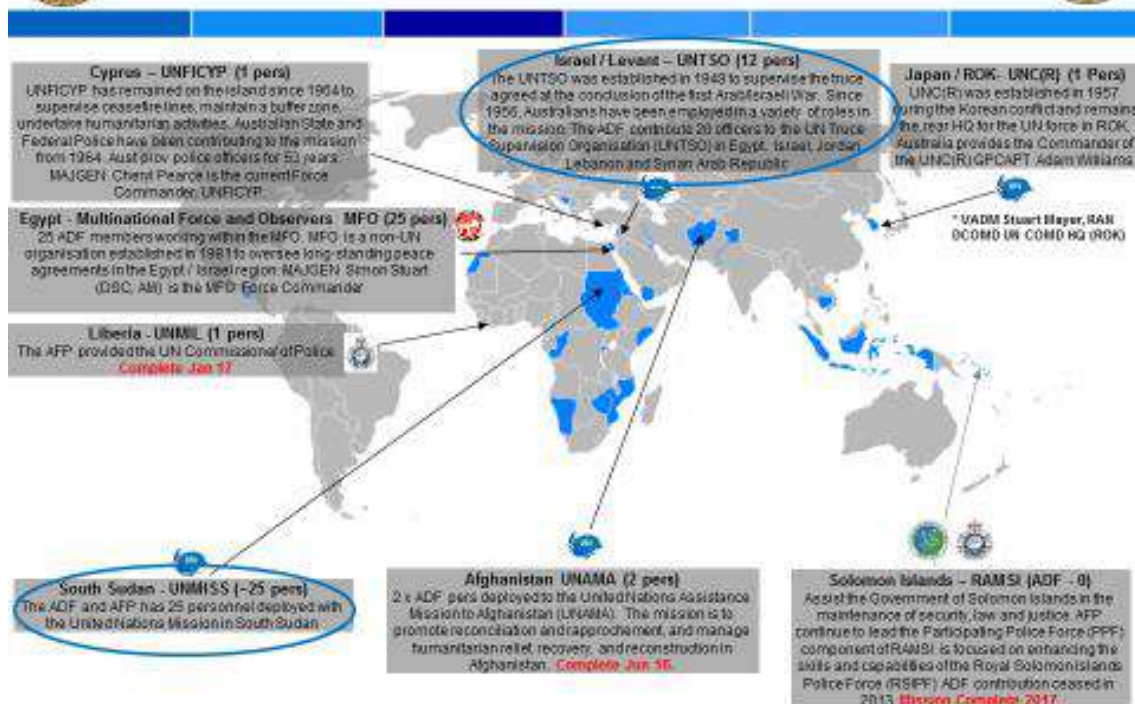 Cyprus – UNFICYP (1 pers)
UNFICYP has remained on the island since 1964 to
supervise ceasefire lines, maintain a buffer zone,
undertake humanitarian activities. Australian State and
Federal Police have been contributing to the mission
from 1964. Aust prov police officers for 53 years.
MAJGEN Cheryl Pearce is the current Force
Commander, UNFICYP.
Israel / Levant – UNTSO (12 pers)
The UNTSO was established in 1948 to supervise the truce
agreed at the conclusion of the first Arab/Israeli War. Since
1956, Australians have been employed in a variety of roles in
the mission. The ADF contribute 20 officers to the UN Truce
Supervision Organisation (UNTSO) in Egypt, Israel, Jordan,
Lebanon and Syrian Arab Republic
Japan / ROK- UNC(R) (1 Pers)
UNC(R) was established in 1957
during the Korean conflict and remains
the rear HQ for the UN force in ROK.
Australia provides the Commander of
the UNC(R) GPCAPT Adam Williams
* VADM Stuart Mayer, RAN
DCOMD UN COMD HQ (ROK)
Egypt - Multinational Force and Observers MFO (25 pers)
25 ADF members working within the MFO. MFO is a non-UN
organisation established in 1981 to oversee long-standing peace
agreements in the Egypt / Israel region. MAJGEN Simon Stuart
(DSC, AM) is the MFO Force Commander
Liberia - UNMIL (1 pers)
The AFP provided the UN Commissioner of Police.
Complete Jan 17
South Sudan - UNMISS (~25 pers)
The ADF and AFP has 25 personnel deployed with
the United Nations Mission in South Sudan
Afghanistan UNAMA (2 pers)
2 x ADF pers deployed to the United Nations Assistance
Mission to Afghanistan (UNAMA). The mission is to
promote reconciliation and rapprochement, and manage
humanitarian relief, recovery, and reconstruction in
Afghanistan. Complete Jun 16.
Solomon Islands – RAMSI (ADF - 0)
Assist the Government of Solomon Islands in the
maintenance of security, law and justice. AFP
continue to lead the Participating Police Force (PPF)
component of RAMSI is focused on enhancing the
skills and capabilities of the Royal Solomon Islands
Police Force (RSIPF) ADF contribution ceased in
2013 Mission Complete 2017